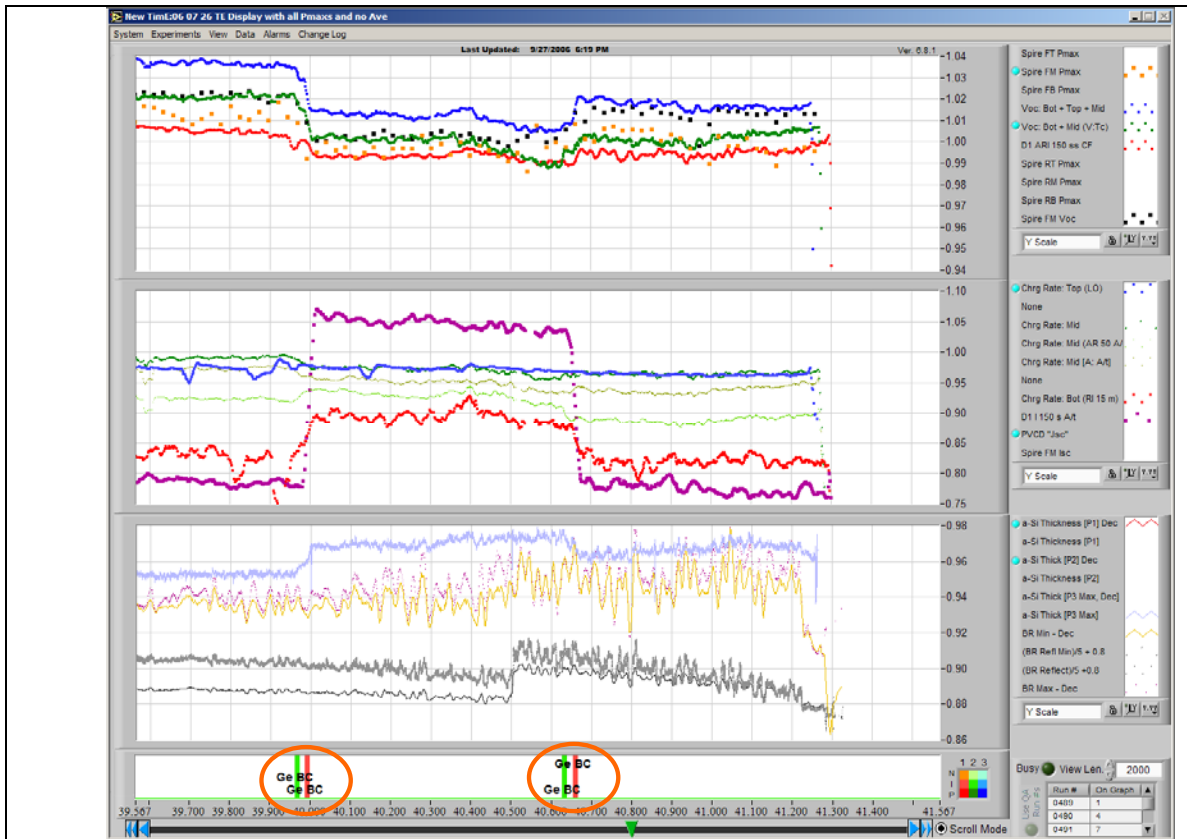 New TimE:06 07 26 TE Display with all Pmaxs and no Ave
System Experiments View Data Alarms Change Log
Last Updated: 9/27/2006 6:19 PM
Ver. 6.8.1
1.04
1.03
1.02
1.01
1.00
0.99
0.98
0.97
0.96
0.95
0.94
Spire FT Pmax
Spire FM Pmax
Spire FB Pmax
Voc: Bot + Top + Mid
Voc: Bot + Mid (V:Tc)
D1 ARI 150 ss CF
Spire RT Pmax
Spire RM Pmax
Spire RB Pmax
Spire FM Voc
Y Scale
1.10
1.05
1.00
0.95
0.90
0.85
0.80
0.75
Chrg Rate: Top (LO)
None
Chrg Rate: Mid
Chrg Rate: Mid (AR 50 A/
Chrg Rate: Mid [A: A/t]
None
Chrg Rate: Bot (RI 15 m)
D1 I 150 s A/t
PVCD "Jsc"
Spire FM Isc
Y Scale
0.98
0.96
0.94
0.92
0.90
0.88
0.86
a-Si Thickness [P1] Dec
a-Si Thickness [P1]
a-Si Thick [P2] Dec
a-Si Thickness [P2]
a-Si Thick [P3 Max, Dec]
a-Si Thick [P3 Max]
BR Min - Dec
(BR Refl Min)/5 + 0.8
(BR Reflect)/5 +0.8
BR Max - Dec
Y Scale
Ge BC
Ge BC
Ge BC
Ge BC
39.567 39.700 39.800 39.900 40.000 40.100 40.200 40.300 40.400 40.500 40.600 40.700 40.800 40.900 41.000 41.100 41.200 41.300 41.400 41.567
1 2 3
N
I
P
Scroll Mode
Busy View Len. 2000
Use QA
Run #s
Run # On Graph
0489 1
0490 4
0491 7